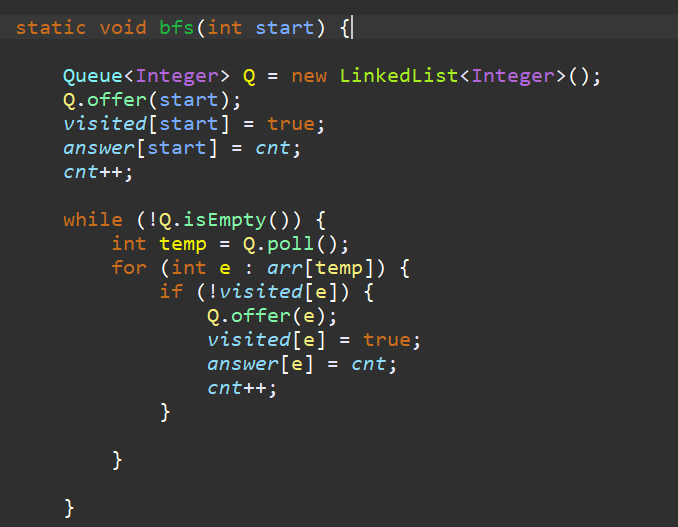 static void bfs(int start) {
Queue<Integer> Q = new LinkedList<Integer>();
Q.offer(start);
visited[start] = true;
answer[start] = cnt;
cnt++;
while (!Q.isEmpty()) {
int temp = Q.poll();
for (int e : arr[temp]) {
if (!visited[e]) {
Q.offer(e);
visited[e] = true;
answer[e] = cnt;
cnt++;
}
}
}